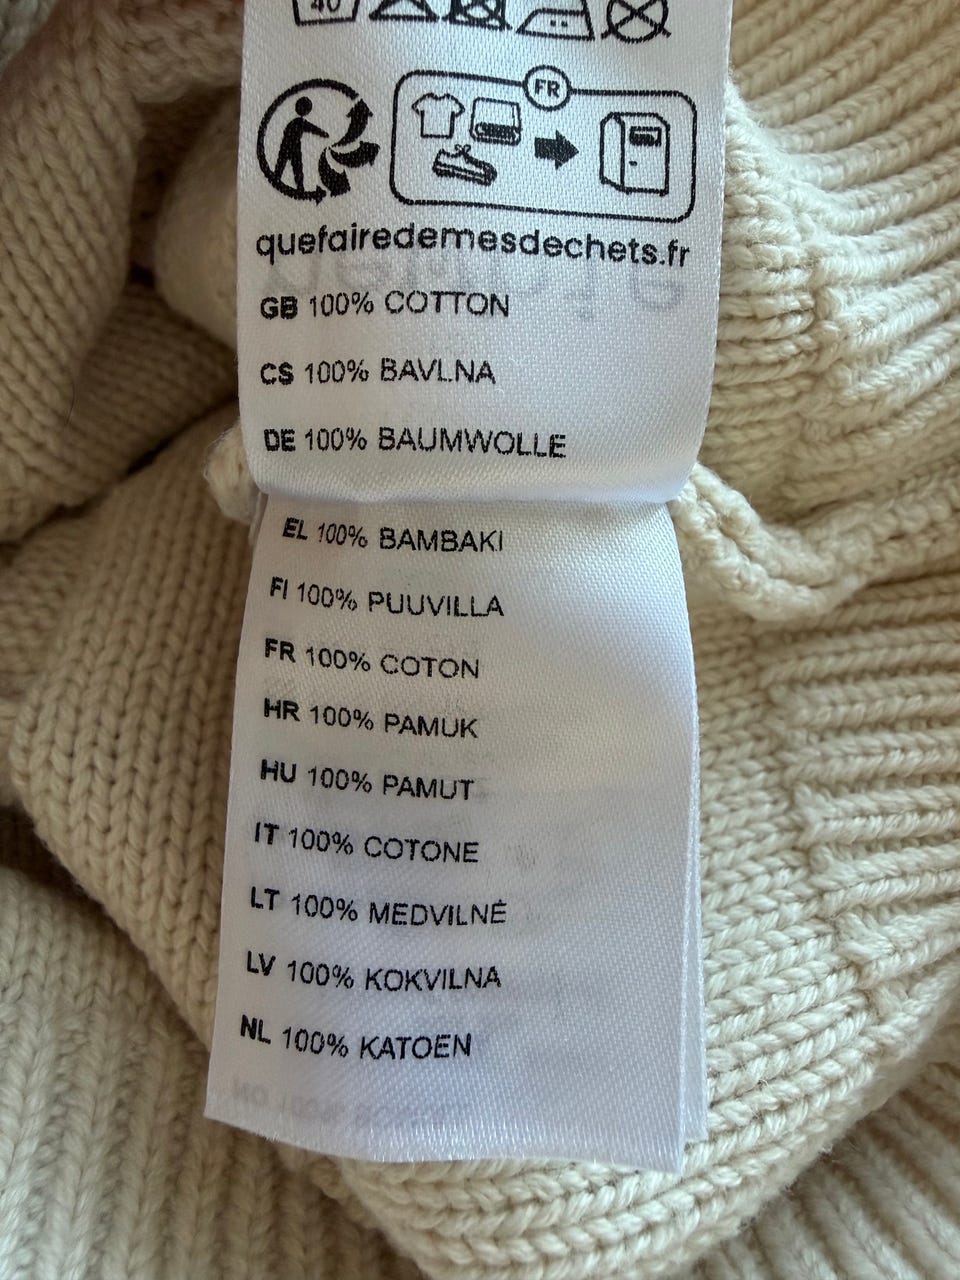 40
FR
quefairedemesdechets.fr
GB 100% COTTON
CS 100% BAVLNA
DE 100% BAUMWOLLE
EL 100% BAMBAKI
FI 100% PUUVILLA
FR 100% COTON
HR 100% PAMUK
HU 100% PAMUT
IT 100% COTONE
LT 100% MEDVILNĖ
LV 100% KOKVILNA
NL 100% KATOEN